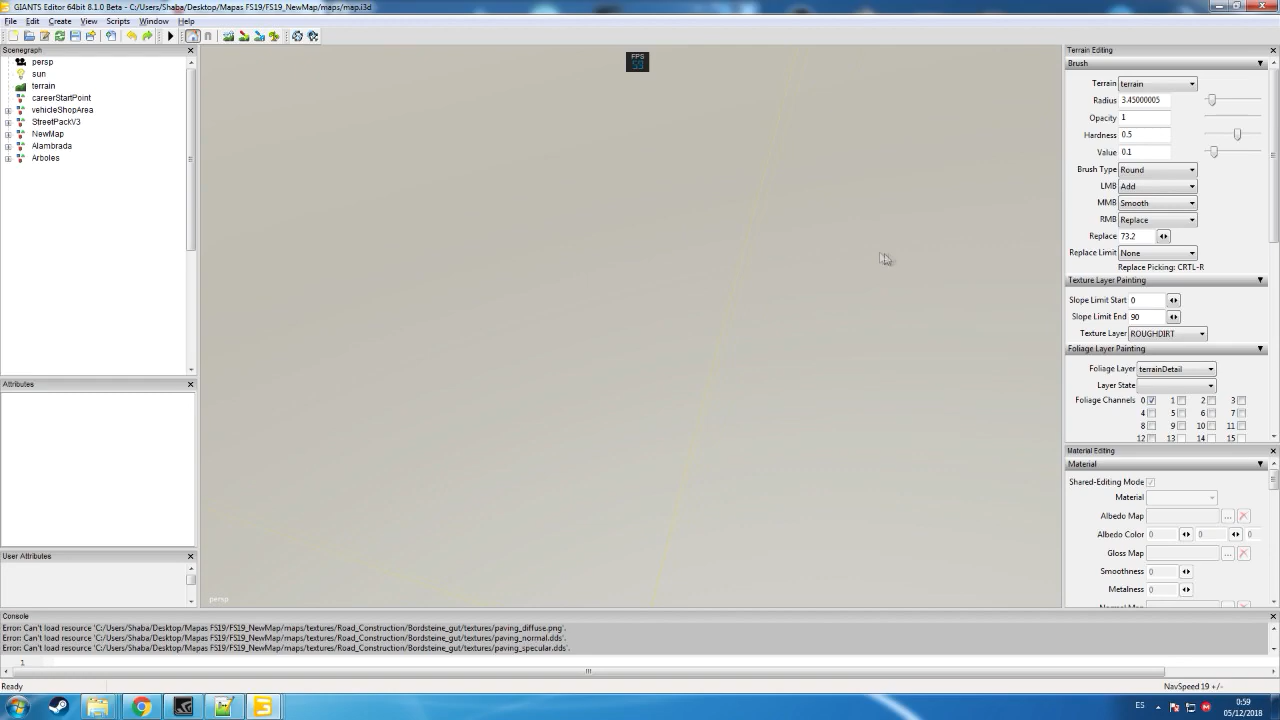 GIANTS Editor 64bit 8.1.0 Beta - C:/Users/Shaba/Desktop/Mapas FS19/FS19_NewMap/maps/map.i3d
File Edit Create View Scripts Window Help
Scenegraph
persp
sun
terrain
careerStartPoint
vehicleShopArea
StreetPackV3
NewMap
Alambrada
Arboles
Attributes
User Attributes
FPS
59
persp
Terrain Editing
Brush
Terrain terrain
Radius 3.45000005
Opacity 1
Hardness 0.5
Value 0.1
Brush Type Round
LMB Add
MMB Smooth
RMB Replace
Replace 73.2
Replace Limit None
Replace Picking: CRTL-R
Texture Layer Painting
Slope Limit Start 0
Slope Limit End 90
Texture Layer ROUGHDIRT
Foliage Layer Painting
Foliage Layer terrainDetail
Layer State
Foliage Channels 0 1 2 3
4 5 6 7
8 9 10 11
12 13 14 15
Material Editing
Material
Shared-Editing Mode
Material
Albedo Map ...
Albedo Color 0 0 0
Gloss Map ...
Smoothness 0
Metalness 0
Normal Map
Console
Error: Can't load resource 'C:/Users/Shaba/Desktop/Mapas FS19/FS19_NewMap/maps/textures/Road_Construction/Bordsteine_gut/textures/paving_diffuse.png'.
Error: Can't load resource 'C:/Users/Shaba/Desktop/Mapas FS19/FS19_NewMap/maps/textures/Road_Construction/Bordsteine_gut/textures/paving_normal.dds'.
Error: Can't load resource 'C:/Users/Shaba/Desktop/Mapas FS19/FS19_NewMap/maps/textures/Road_Construction/Bordsteine_gut/textures/paving_specular.dds'.
1
Ready
NavSpeed 19 +/-
ES
0:59
05/12/2018